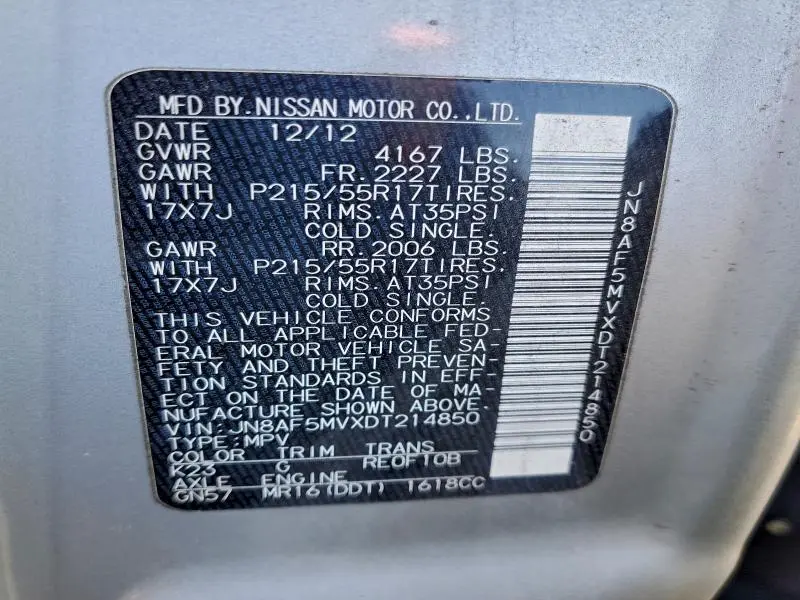 MFD BY.NISSAN MOTOR CO.,LTD.
DATE 12/12
GVWR 4167 LBS.
GAWR FR. 2227 LBS.
WITH P215/55R17TIRES.
17X7J RIMS. AT35PSI
COLD SINGLE.
GAWR RR. 2006 LBS.
WITH P215/55R17TIRES.
17X7J RIMS. AT35PSI
COLD SINGLE.
THIS VEHICLE CONFORMS
TO ALL APPLICABLE FED-
ERAL MOTOR VEHICLE SA-
FETY AND THEFT PREVEN-
TION STANDARDS IN EFF-
ECT ON THE DATE OF MA-
NUFACTURE SHOWN ABOVE.
VIN: JN8AF5MVXDT214850
TYPE: MPV
COLOR TRIM TRANS
K23 G RE0F10B
AXLE ENGINE
GN57 MR16(DDT) 1618CC
JN8AF5MVXDT214850